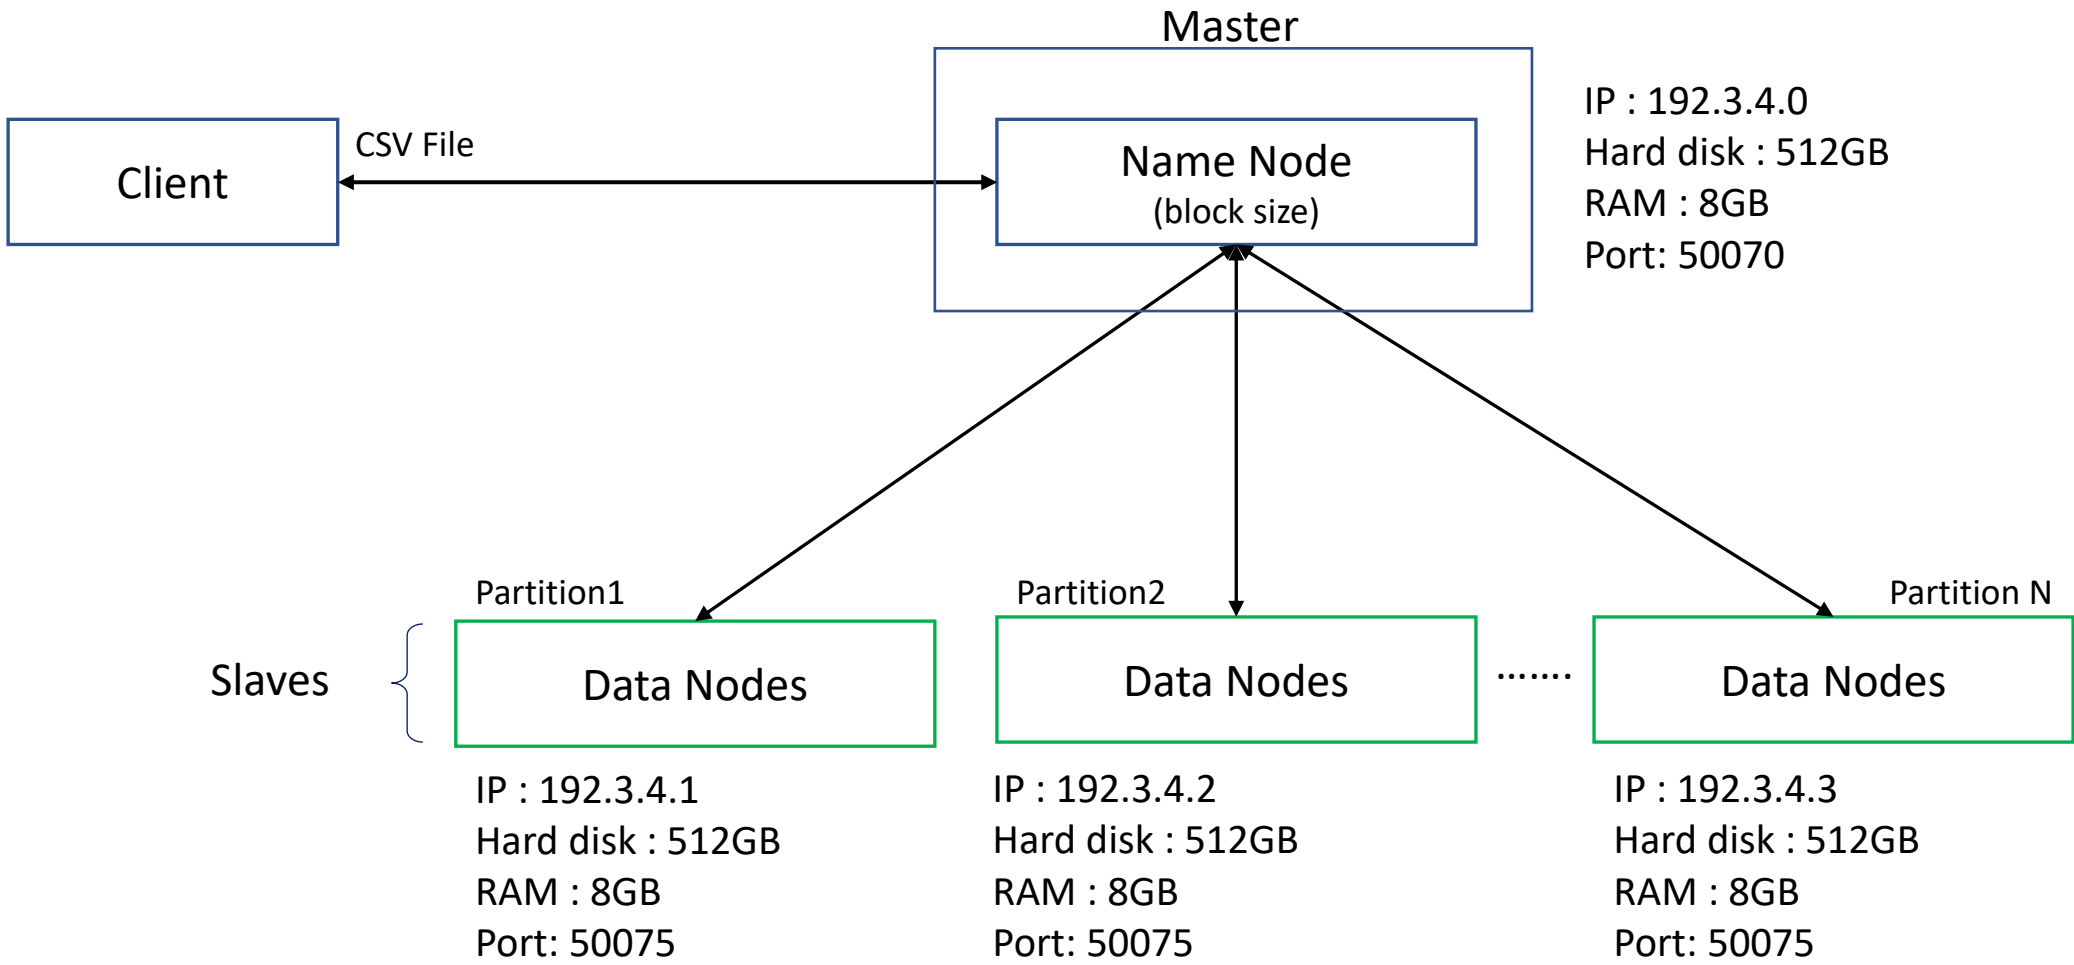 Master
Client
CSV File
Name Node
(block size)
IP : 192.3.4.0
Hard disk : 512GB
RAM : 8GB
Port: 50070
Slaves
Partition1
Data Nodes
IP : 192.3.4.1
Hard disk : 512GB
RAM : 8GB
Port: 50075
Partition2
Data Nodes
IP : 192.3.4.2
Hard disk : 512GB
RAM : 8GB
Port: 50075
.......
Partition N
Data Nodes
IP : 192.3.4.3
Hard disk : 512GB
RAM : 8GB
Port: 50075